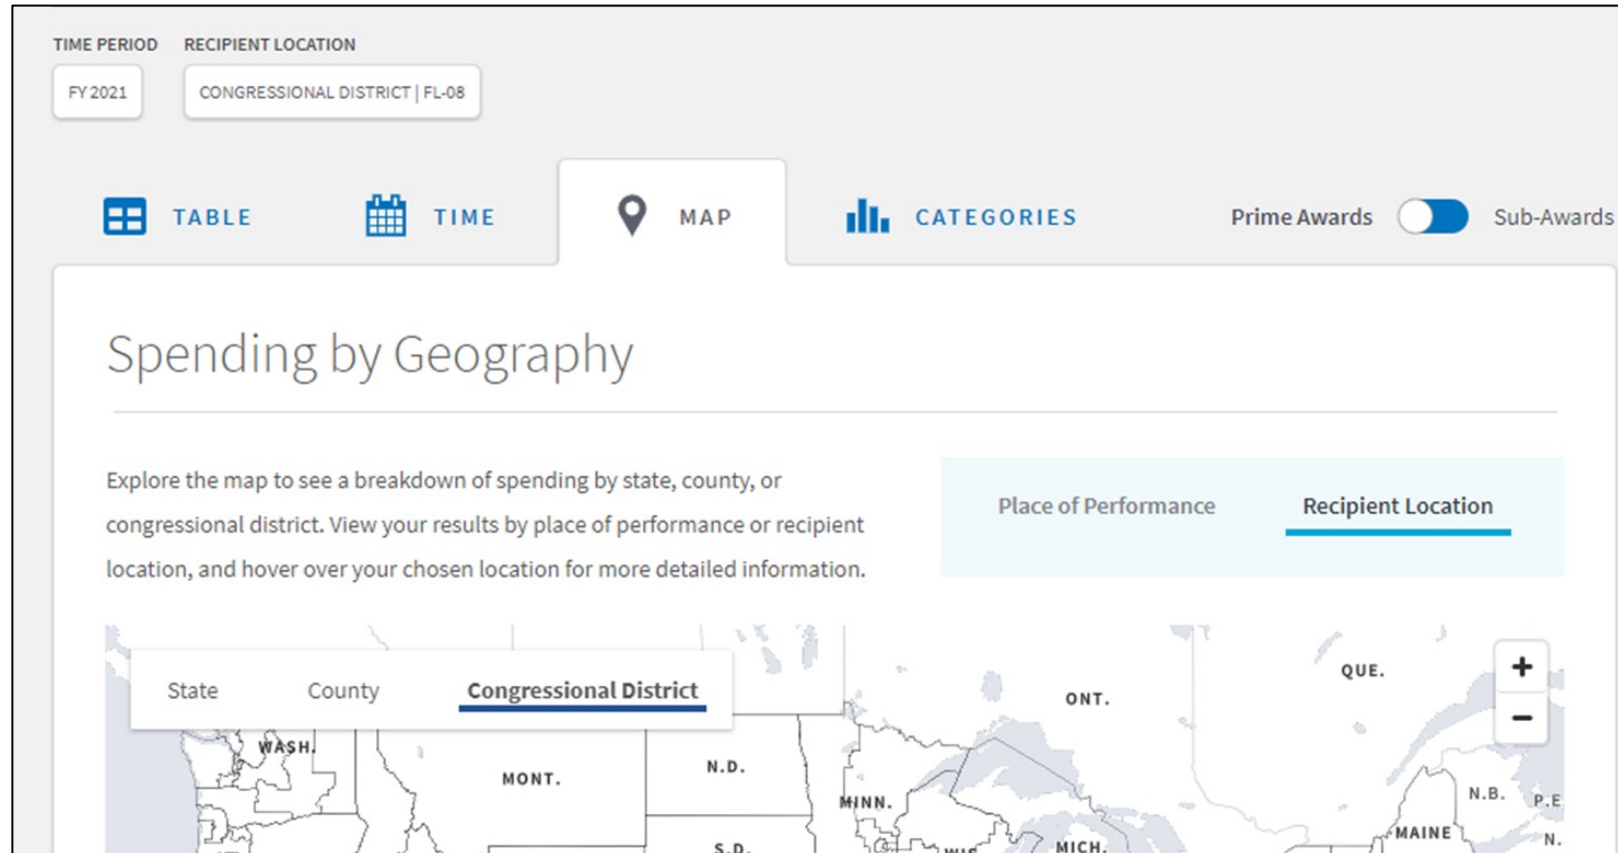 TIME PERIOD RECIPIENT LOCATION
FY 2021 CONGRESSIONAL DISTRICT | FL-08
TABLE TIME MAP CATEGORIES Prime Awards Sub-Awards
Spending by Geography
Explore the map to see a breakdown of spending by state, county, or
congressional district. View your results by place of performance or recipient
location, and hover over your chosen location for more detailed information.
Place of Performance Recipient Location
State County Congressional District
QUE.
+
ONT.
−
WASH.
N.D.
MONT.
MINN.
N.B.
P.E
MAINE
N.
S.D.
WIS.
MICH.